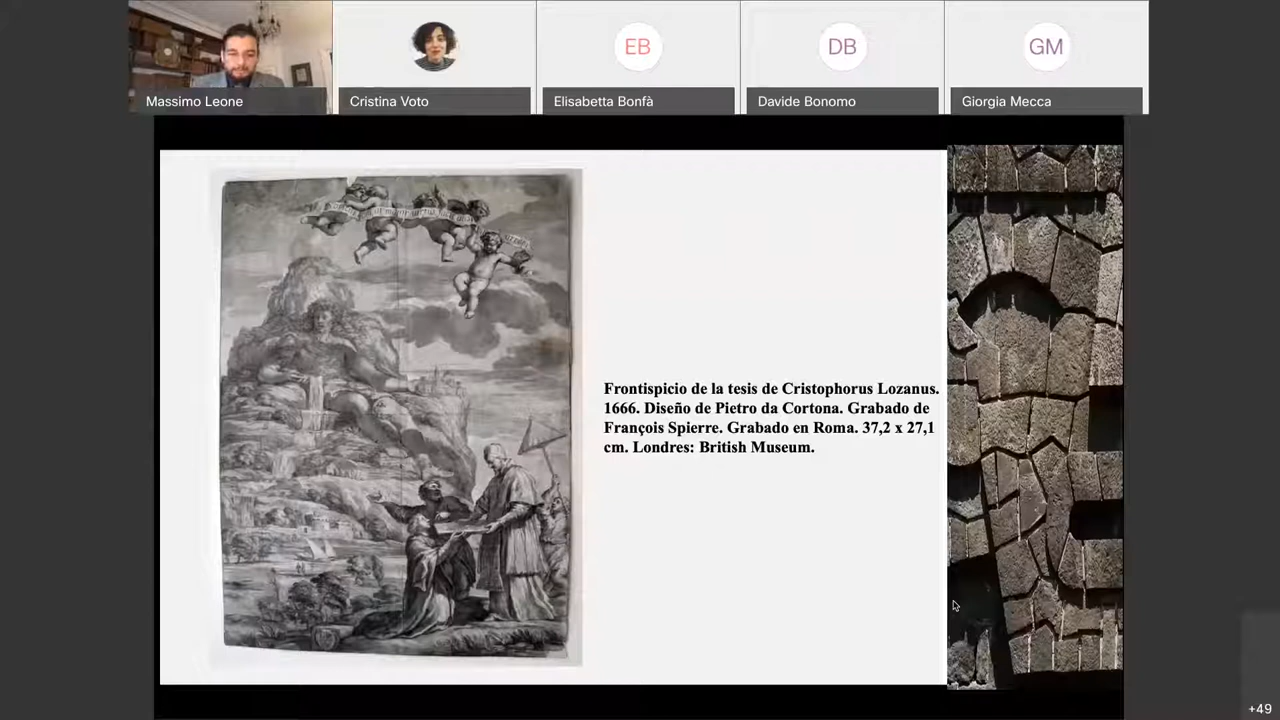 EB
DB
GM
Massimo Leone
Cristina Voto
Elisabetta Bonfà
Davide Bonomo
Giorgia Mecca
Frontispicio de la tesis de Cristophorus Lozanus.
1666. Diseño de Pietro da Cortona. Grabado de
François Spierre. Grabado en Roma. 37,2 x 27,1
cm. Londres: British Museum.
+49